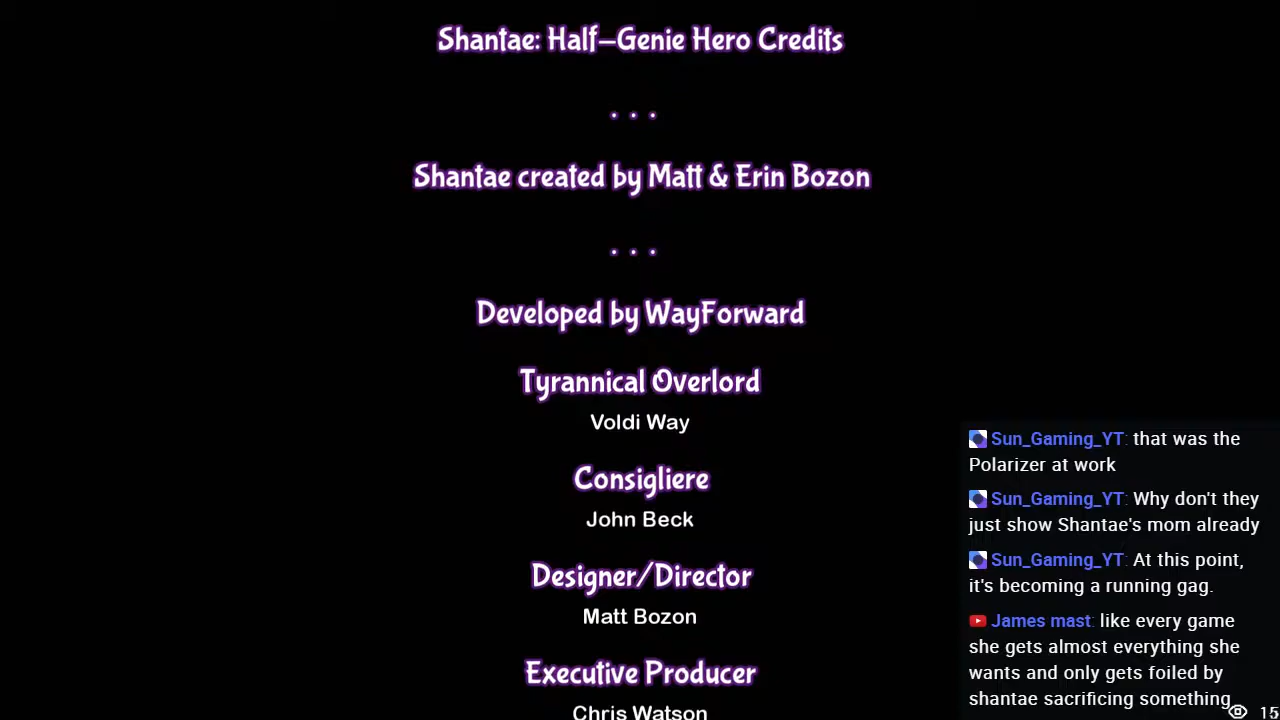 Shantae: Half-Genie Hero Credits
. . .
Shantae created by Matt & Erin Bozon
. . .
Developed by WayForward
Tyrannical Overlord
Voldi Way
Consigliere
John Beck
Designer/Director
Matt Bozon
Executive Producer
Chris Watson
Sun_Gaming_YT: that was the
Polarizer at work
Sun_Gaming_YT: Why don't they
just show Shantae's mom already
Sun_Gaming_YT: At this point,
it's becoming a running gag.
James mast: like every game
she gets almost everything she
wants and only gets foiled by
shantae sacrificing something
15